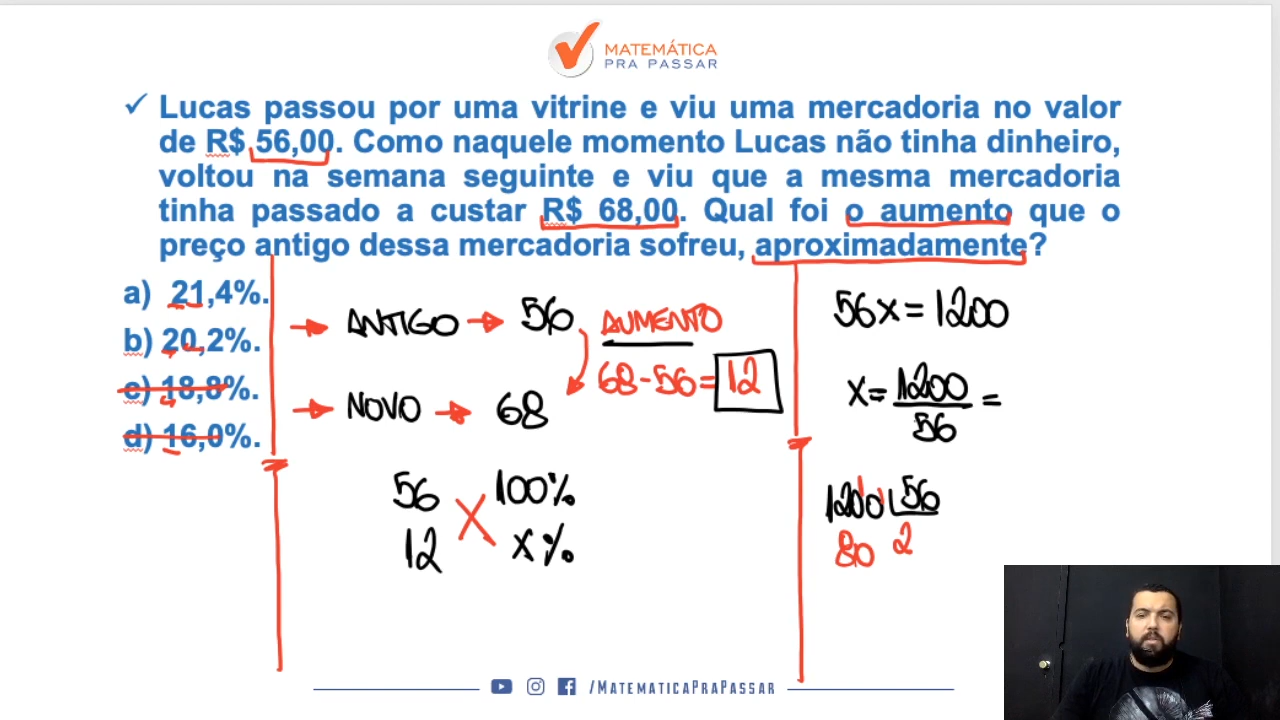 MATEMÁTICA
PRA PASSAR
✓ Lucas passou por uma vitrine e viu uma mercadoria no valor
de R$ 56,00. Como naquele momento Lucas não tinha dinheiro,
voltou na semana seguinte e viu que a mesma mercadoria
tinha passado a custar R$ 68,00. Qual foi o aumento que o
preço antigo dessa mercadoria sofreu, aproximadamente?
a) 21,4%.
b) 20,2%.
c) 18,8%.
d) 16,0%.
ANTIGO → 56
AUMENTO
68-56=12
NOVO → 68
56 100%
12 X%
56X=1200
X=1200/56=
1200 56
80 2
/MATEMATICAPRAPASSAR